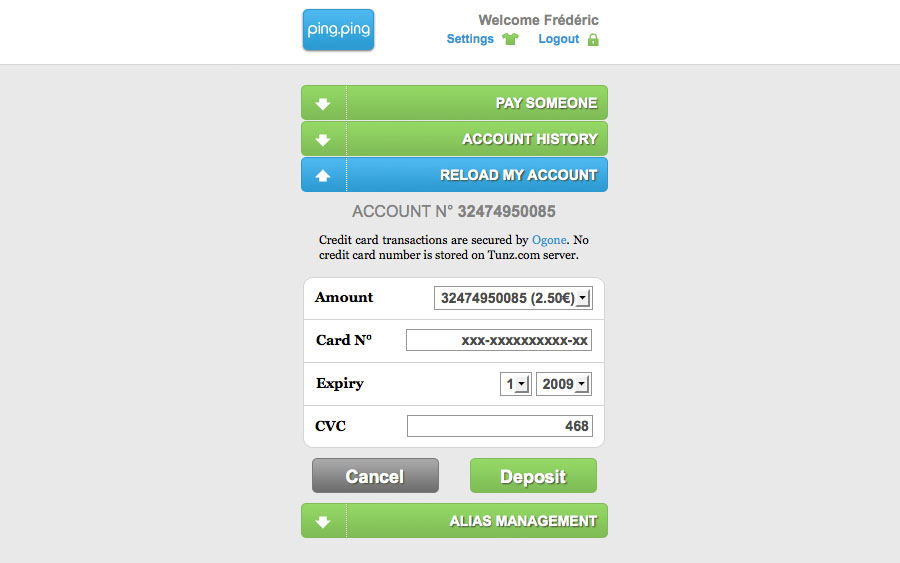 ping.ping
Welcome Frédéric
Settings Logout
PAY SOMEONE
ACCOUNT HISTORY
RELOAD MY ACCOUNT
ACCOUNT N° 32474950085
Credit card transactions are secured by Ogone. No
credit card number is stored on Tunz.com server.
Amount 32474950085 (2.50€)
Card N° xxx-xxxxxxxxxx-xx
Expiry 1 2009
CVC 468
Cancel Deposit
ALIAS MANAGEMENT